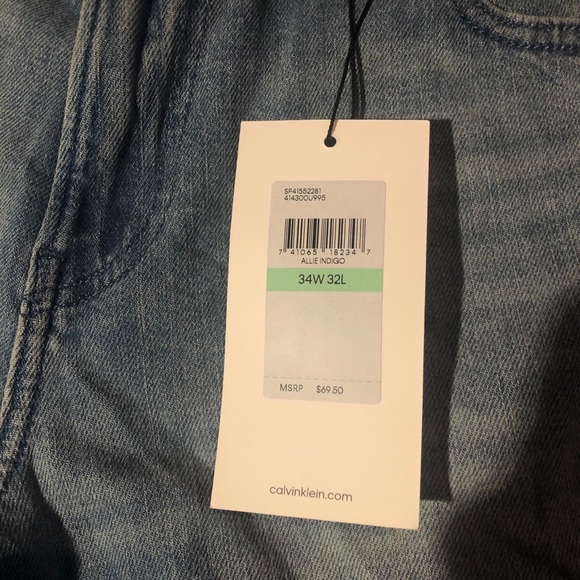 SP41552281
414300U995
7 41065 18234 7
ALLIE INDIGO
34W 32L
MSRP $69.50
calvinklein.com